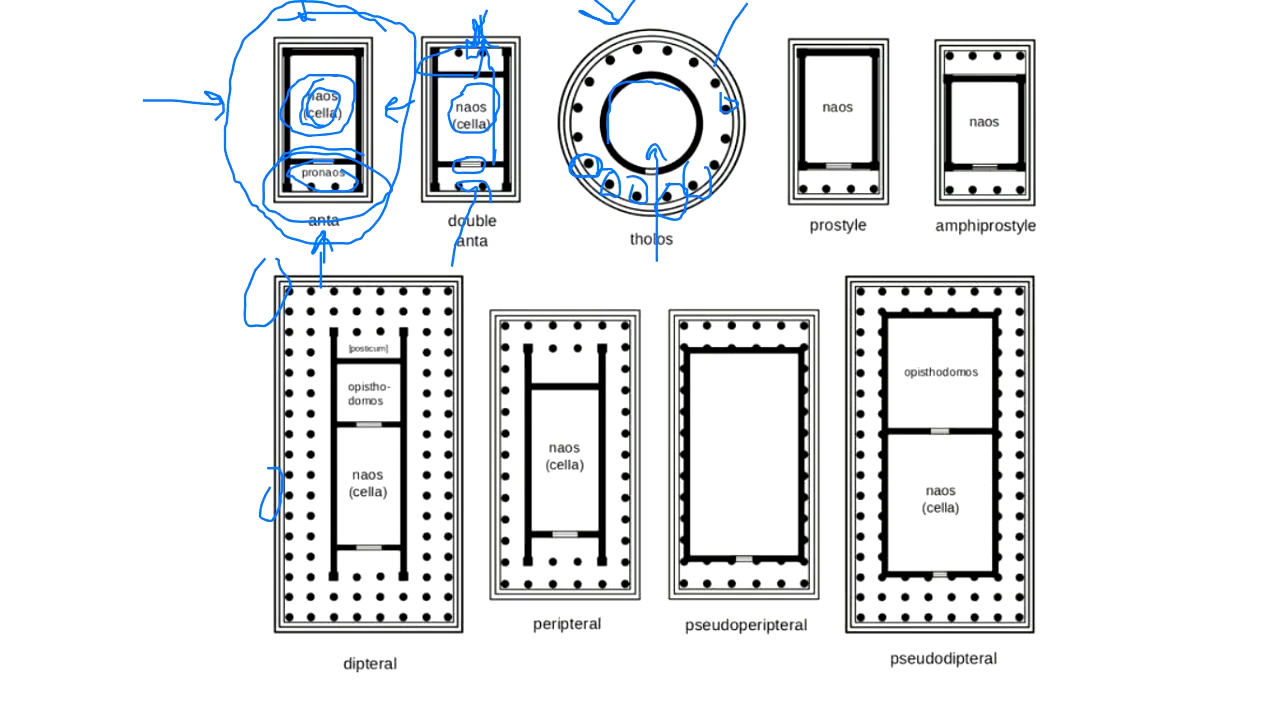 naos
(cella)
pronaos
anta
naos
(cella)
double
anta
tholos
naos
prostyle
naos
amphiprostyle
[posticum]
opistho-
domos
naos
(cella)
dipteral
naos
(cella)
peripteral
pseudoperipteral
opisthodomos
naos
(cella)
pseudodipteral